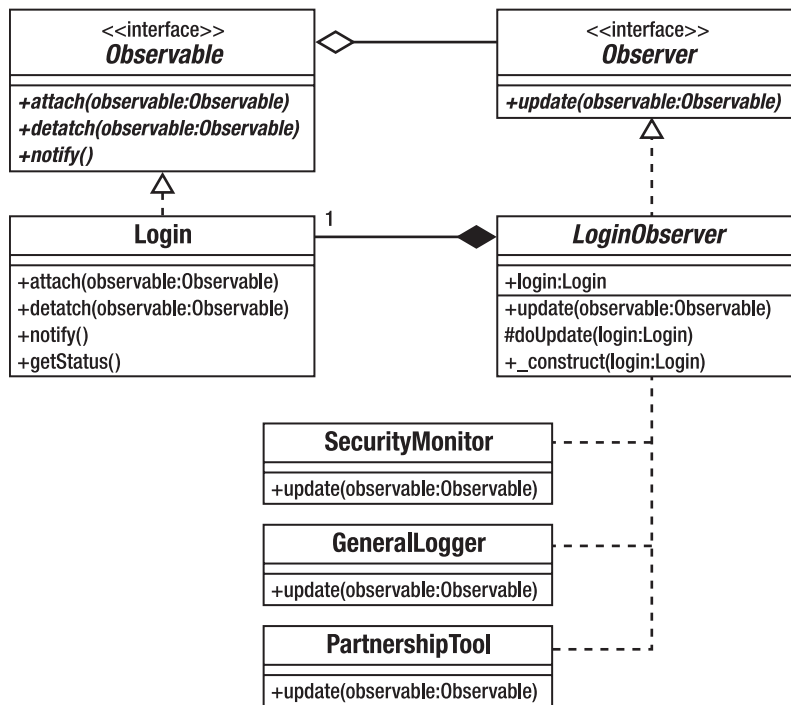 <<interface>>
Observable
+attach(observable:Observable)
+detatch(observable:Observable)
+notify()
<<interface>>
Observer
+update(observable:Observable)
Login
+attach(observable:Observable)
+detatch(observable:Observable)
+notify()
+getStatus()
1
LoginObserver
+login:Login
+update(observable:Observable)
#doUpdate(login:Login)
+_construct(login:Login)
SecurityMonitor
+update(observable:Observable)
GeneralLogger
+update(observable:Observable)
PartnershipTool
+update(observable:Observable)